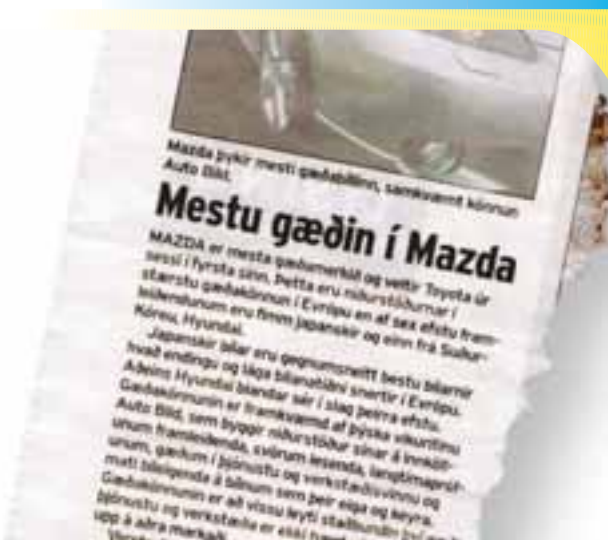 Mazda þykir mesti gæðabíllinn, samkvæmt könnun
Auto Bild.
Mestu gæðin í Mazda
MAZDA er mesta gæðamerkið og veltir Toyota úr
sessi í fyrsta sinn. Þetta eru niðurstöðurnar í
stærstu gæðakönnun í Evrópu en af sex efstu fram-
leiðendunum eru fimm japanskir og einn frá Suður-
Kóreu, Hyundai.
Japanskir bílar eru gegnumsneitt bestu bílarnir
hvað endingu og lága bilanatíðni snertir í Evrópu.
Aðeins Hyundai blandar sér í slag þeirra efstu.
Gæðakönnunin er framkvæmd af þýska vikuritinu
Auto Bild, sem byggir niðurstöður sínar á innköll-
unum framleiðenda, svörum lesenda, langtímapróf-
unum, gæðum í þjónustu og verkstæðisvinnu og
mati bíleigenda á bílnum sem þeir eiga og keyra.
Gæðakönnunin er að vissu leyti staðbundin því
þjónustu og verkstæða er ekki
upp á aðra markaði.